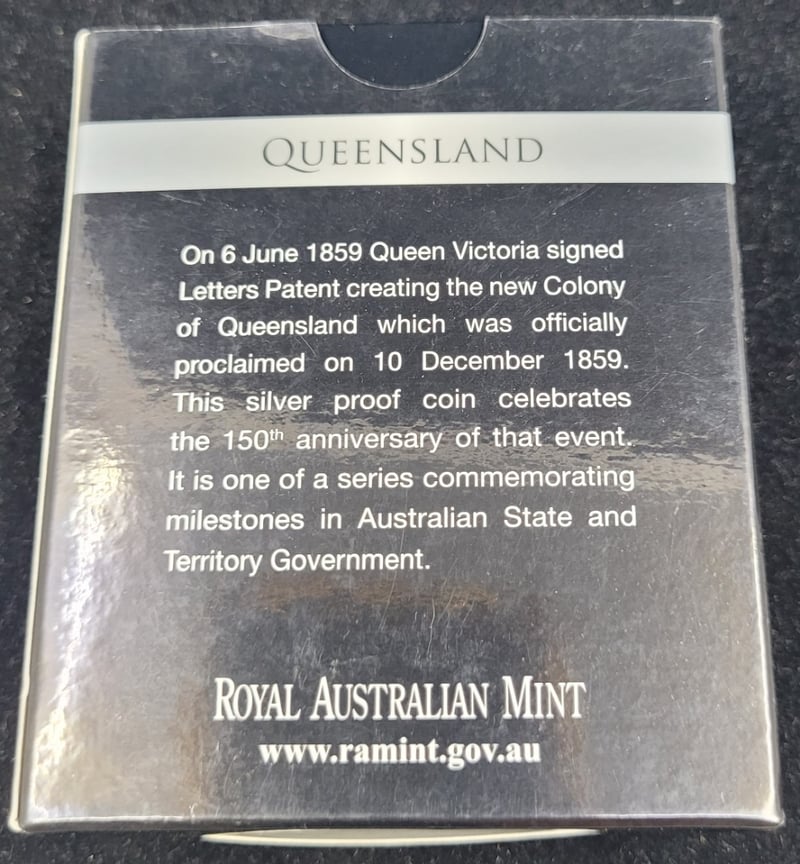 QUEENSLAND
On 6 June 1859 Queen Victoria signed
Letters Patent creating the new Colony
of Queensland which was officially
proclaimed on 10 December 1859.
This silver proof coin celebrates
the 150th anniversary of that event.
It is one of a series commemorating
milestones in Australian State and
Territory Government.
ROYAL AUSTRALIAN MINT
www.ramint.gov.au